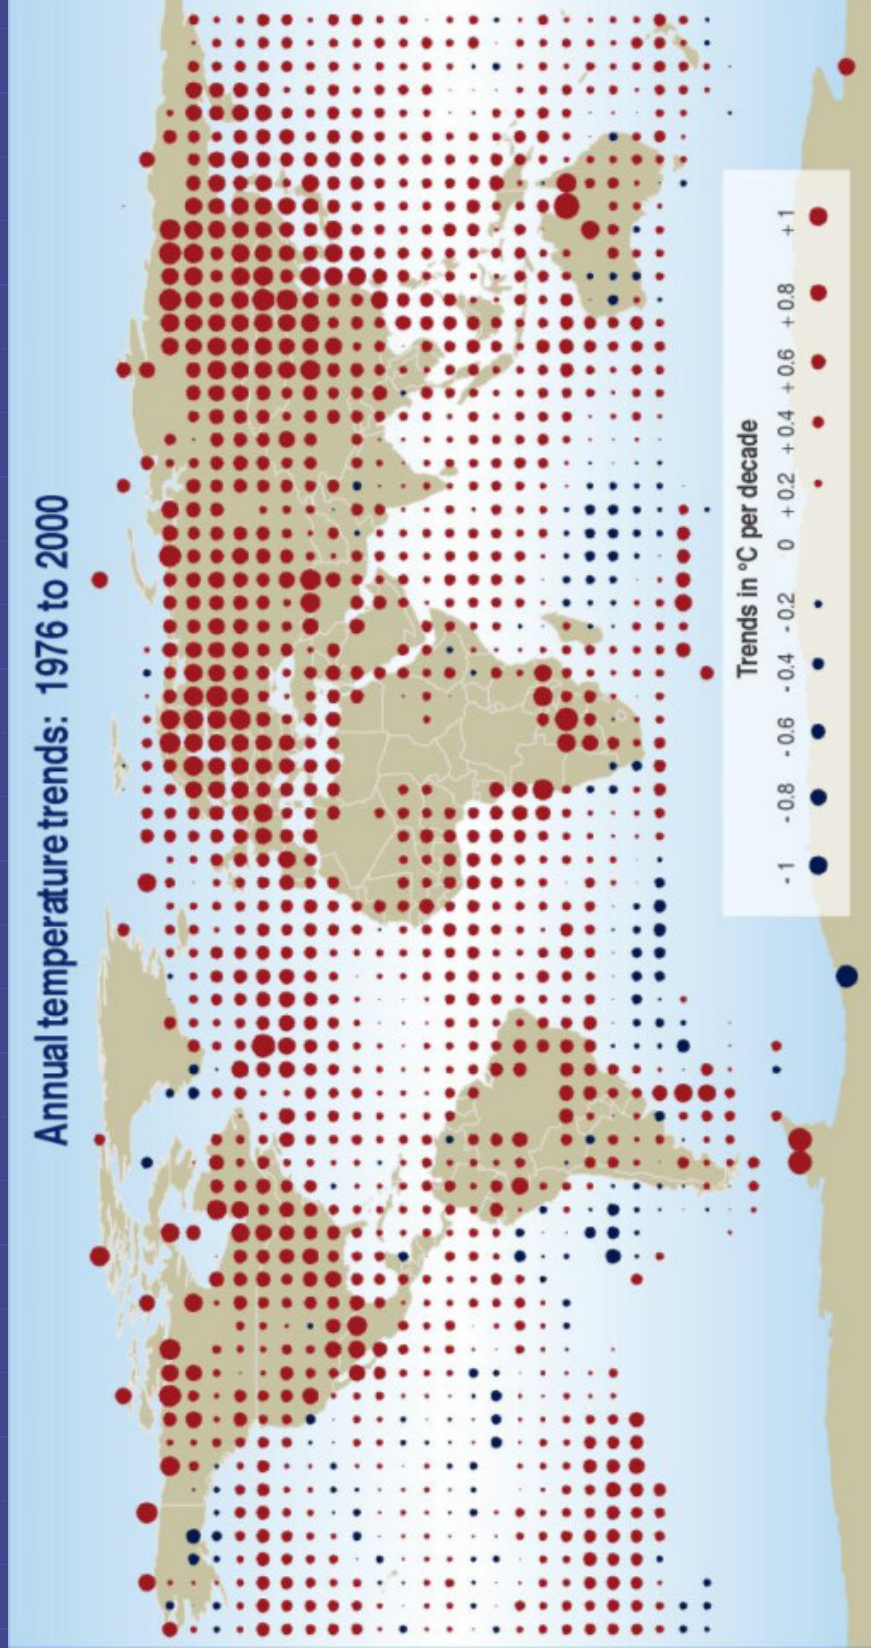 Annual temperature trends: 1976 to 2000
Trends in °C per decade
-1 -0.8 -0.6 -0.4 -0.2 0 +0.2 +0.4 +0.6 +0.8 +1